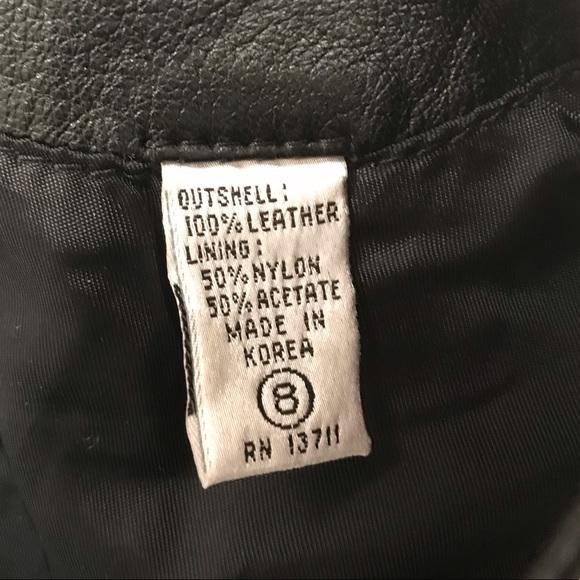 OUTSHELL:
100% LEATHER
LINING:
50% NYLON
50% ACETATE
MADE IN
KOREA
8
RN 13711